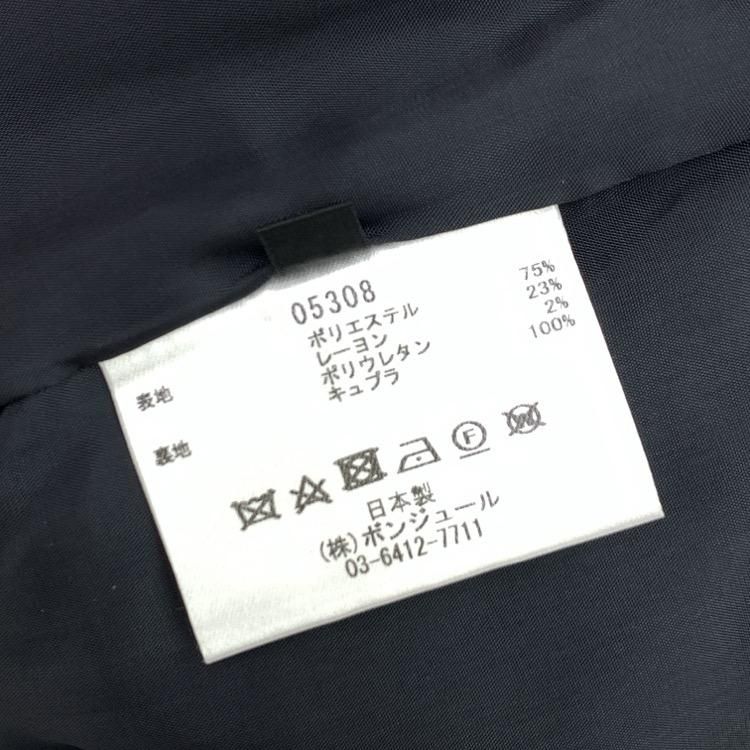 05308
表地 ポリエステル 75%
レーヨン 23%
ポリウレタン 2%
裏地 キュプラ 100%
F W
日本製
(株)ボンジュール
03-6412-7711